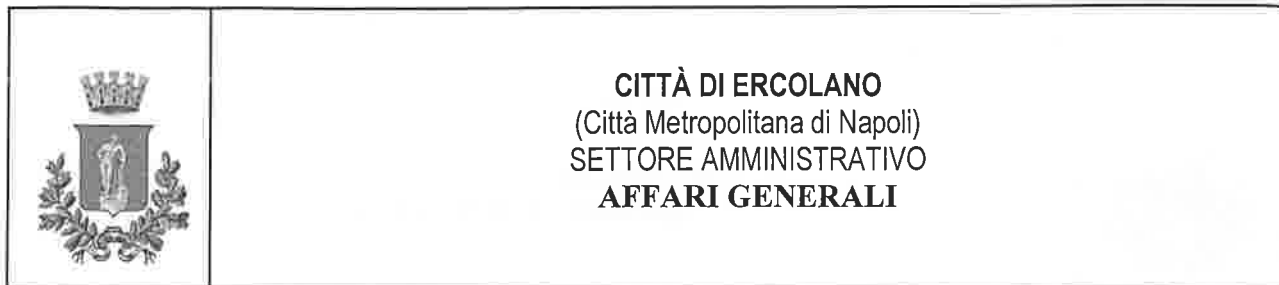 CITTÀ DI ERCOLANO
(Città Metropolitana di Napoli)
SETTORE AMMINISTRATIVO
AFFARI GENERALI